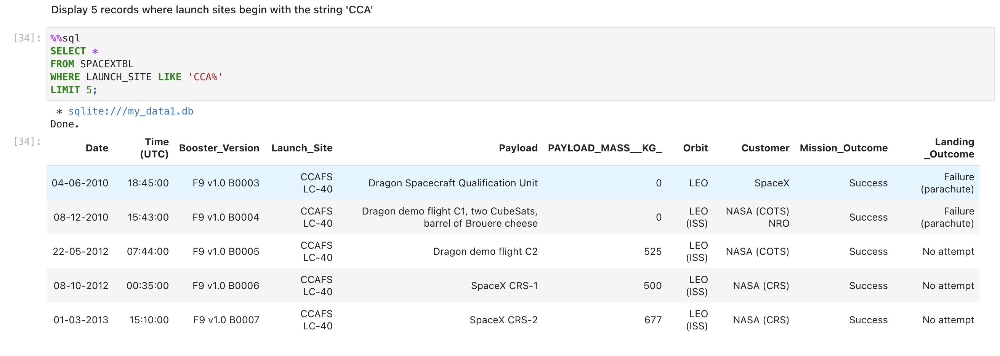 Display 5 records where launch sites begin with the string 'CCA'
[34]:
%%sql
SELECT *
FROM SPACEXTBL
WHERE LAUNCH_SITE LIKE 'CCA%'
LIMIT 5;
* sqlite:///my_data1.db
Done.
[34]:
Date Time (UTC) Booster_Version Launch_Site Payload PAYLOAD_MASS__KG_ Orbit Customer Mission_Outcome Landing _Outcome
04-06-2010 18:45:00 F9 v1.0 B0003 CCAFS LC-40 Dragon Spacecraft Qualification Unit 0 LEO SpaceX Success Failure (parachute)
08-12-2010 15:43:00 F9 v1.0 B0004 CCAFS LC-40 Dragon demo flight C1, two CubeSats, barrel of Brouere cheese 0 LEO (ISS) NASA (COTS) NRO Success Failure (parachute)
22-05-2012 07:44:00 F9 v1.0 B0005 CCAFS LC-40 Dragon demo flight C2 525 LEO (ISS) NASA (COTS) Success No attempt
08-10-2012 00:35:00 F9 v1.0 B0006 CCAFS LC-40 SpaceX CRS-1 500 LEO (ISS) NASA (CRS) Success No attempt
01-03-2013 15:10:00 F9 v1.0 B0007 CCAFS LC-40 SpaceX CRS-2 677 LEO (ISS) NASA (CRS) Success No attempt